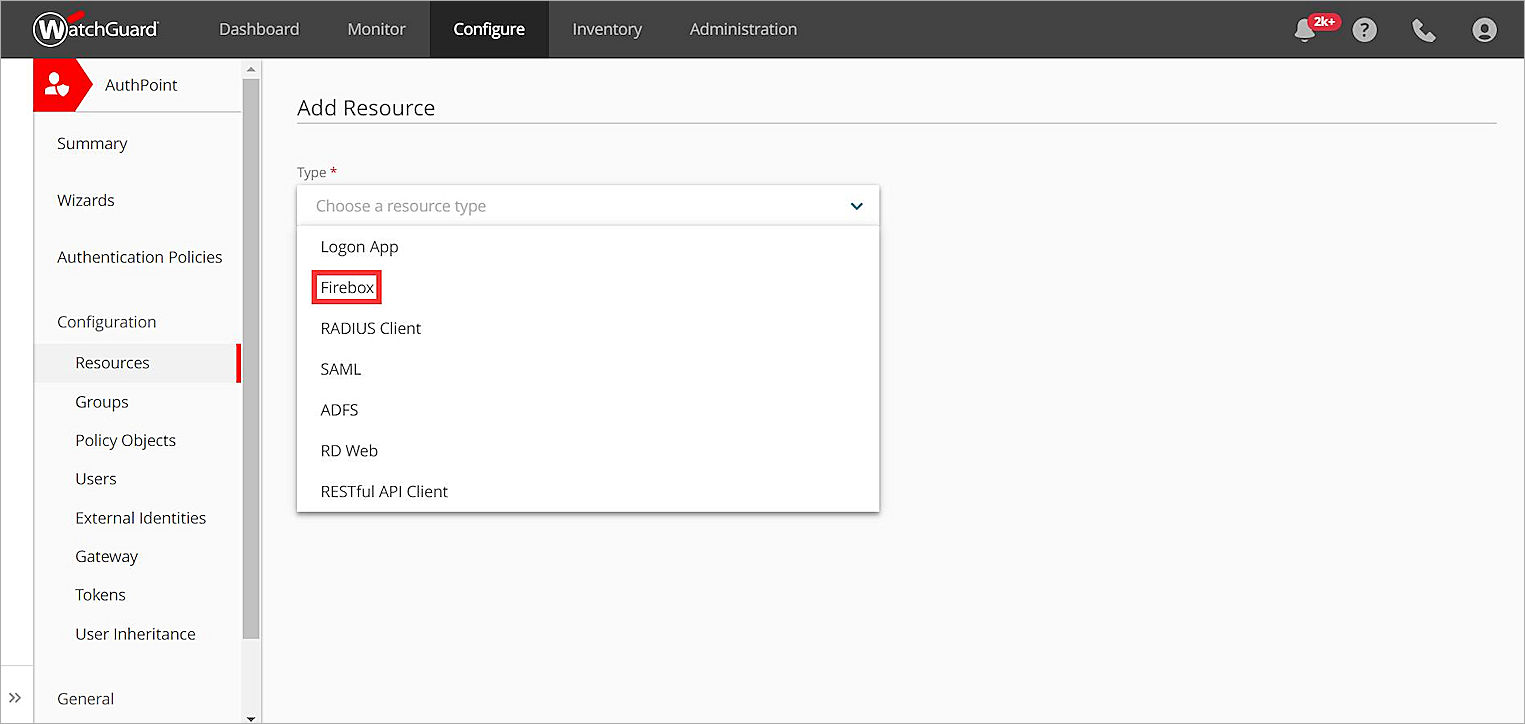 WatchGuard Dashboard Monitor Configure Inventory Administration 2k+ ?
AuthPoint
Summary
Wizards
Authentication Policies
Configuration
Resources
Groups
Policy Objects
Users
External Identities
Gateway
Tokens
User Inheritance
General
Add Resource
Type *
Choose a resource type
Logon App
Firebox
RADIUS Client
SAML
ADFS
RD Web
RESTful API Client